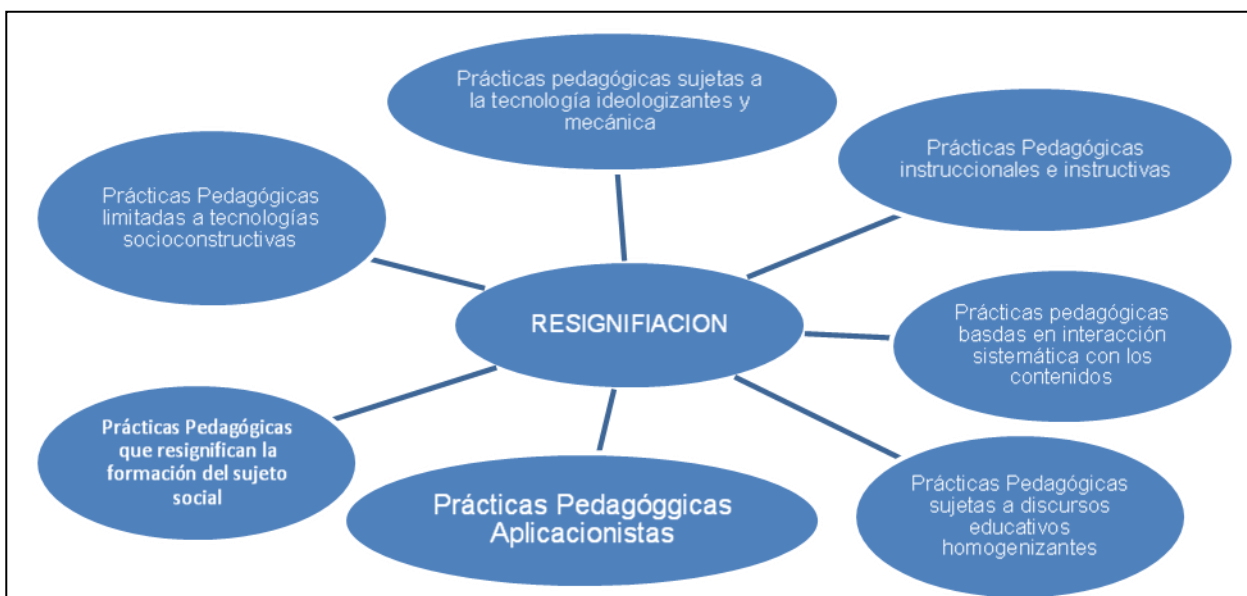 Prácticas pedagógicas sujetas a
la tecnología ideologizantes y
mecánica
Prácticas Pedagógicas
instruccionales e instructivas
Prácticas Pedagógicas
limitadas a tecnologías
socioconstructivas
RESIGNIFIACION
Prácticas pedagógicas
basdas en interacción
sistemática con los
contenidos
Prácticas Pedagógicas
que resignifican la
formación del sujeto
social
Prácticas Pedagóggicas
Aplicacionistas
Prácticas Pedagógicas
sujetas a discursos
educativos
homogenizantes